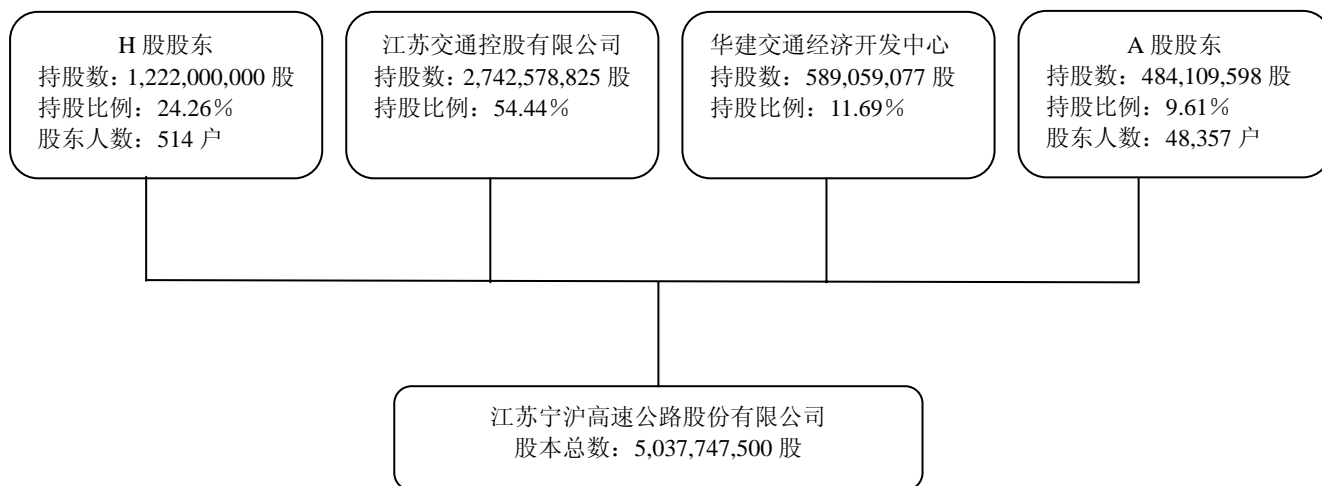 H 股股东
持股数：1,222,000,000 股
持股比例：24.26％
股东人数：514 户
江苏交通控股有限公司
持股数：2,742,578,825 股
持股比例：54.44％
华建交通经济开发中心
持股数：589,059,077 股
持股比例：11.69％
A 股股东
持股数：484,109,598 股
持股比例：9.61％
股东人数：48,357 户
江苏宁沪高速公路股份有限公司
股本总数：5,037,747,500 股